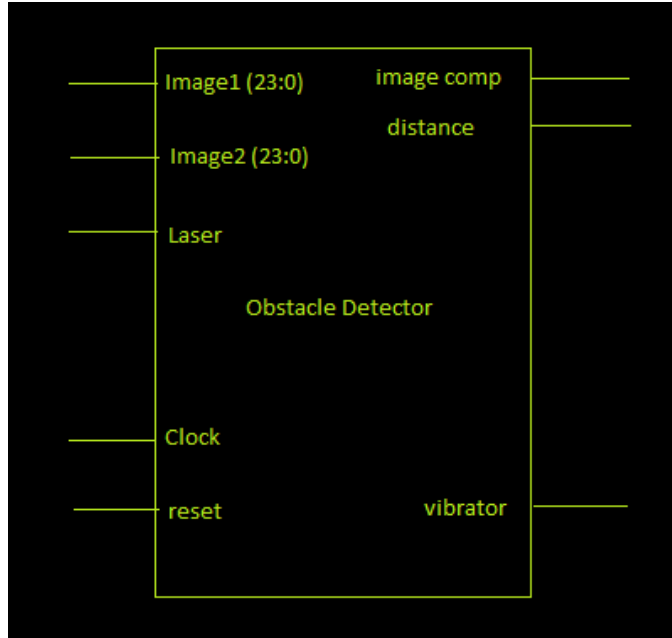 Image1 (23:0)
image comp
distance
Image2 (23:0)
Laser
Obstacle Detector
Clock
reset
vibrator